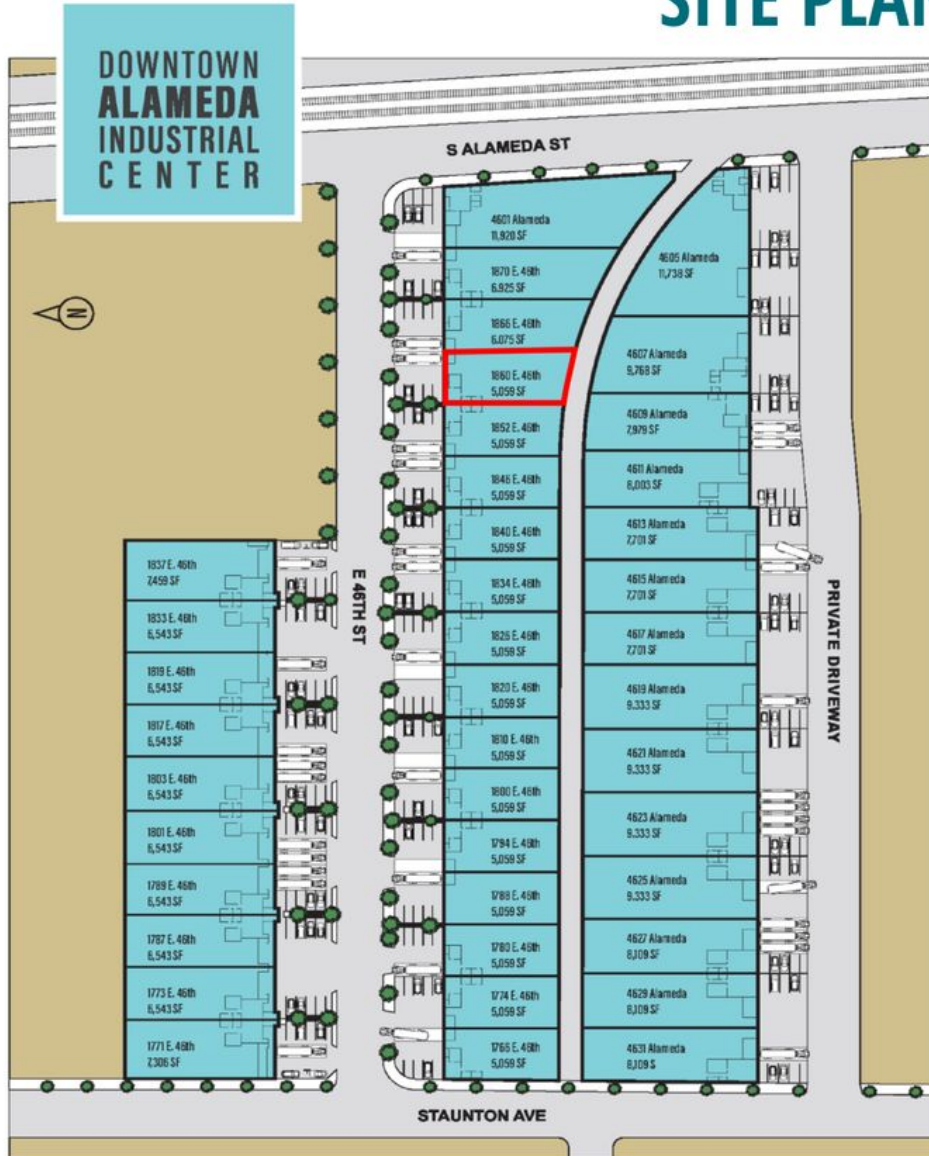 SITE PLAN
DOWNTOWN
ALAMEDA
INDUSTRIAL
CENTER
S ALAMEDA ST
N
4601 Alameda
11,920 SF
1870 E. 46th
6,925 SF
1866 E. 46th
6,075 SF
1860 E. 46th
5,059 SF
1852 E. 46th
5,059 SF
1846 E. 46th
5,059 SF
1840 E. 46th
5,059 SF
1834 E. 46th
5,059 SF
1826 E. 46th
5,059 SF
1820 E. 46th
5,059 SF
1810 E. 46th
5,059 SF
1800 E. 46th
5,059 SF
1794 E. 46th
5,059 SF
1788 E. 46th
5,059 SF
1780 E. 46th
5,059 SF
1774 E. 46th
5,059 SF
1766 E. 46th
5,059 SF
4605 Alameda
11,738 SF
4607 Alameda
9,768 SF
4609 Alameda
7,979 SF
4611 Alameda
8,003 SF
4613 Alameda
7,701 SF
4615 Alameda
7,701 SF
4617 Alameda
7,701 SF
4619 Alameda
9,333 SF
4621 Alameda
9,333 SF
4623 Alameda
9,333 SF
4625 Alameda
9,333 SF
4627 Alameda
8,109 SF
4629 Alameda
8,109 SF
4631 Alameda
8,109 S
1837 E. 46th
7,459 SF
1833 E. 46th
6,543 SF
1819 E. 46th
6,543 SF
1817 E. 46th
6,543 SF
1803 E. 46th
6,543 SF
1801 E. 46th
6,543 SF
1789 E. 46th
6,543 SF
1787 E. 46th
6,543 SF
1773 E. 46th
6,543 SF
1771 E. 46th
7,306 SF
E 46TH ST
PRIVATE DRIVEWAY
STAUNTON AVE